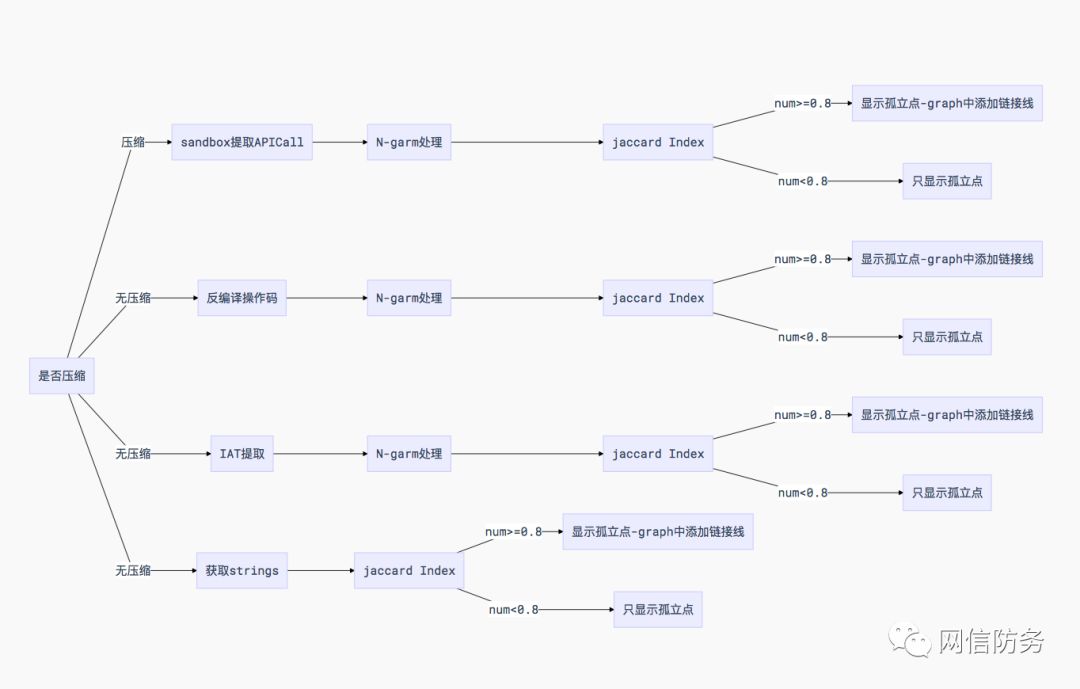 num>=0.8
显示孤立点-graph中添加链接线
压缩
sandbox提取APICall
N-garm处理
jaccard Index
num<0.8
只显示孤立点
num>=0.8
显示孤立点-graph中添加链接线
无压缩
反编译操作码
N-garm处理
jaccard Index
num<0.8
只显示孤立点
是否压缩
num>=0.8
显示孤立点-graph中添加链接线
无压缩
IAT提取
N-garm处理
jaccard Index
num<0.8
只显示孤立点
num>=0.8
显示孤立点-graph中添加链接线
无压缩
获取strings
jaccard Index
num<0.8
只显示孤立点
网信防务